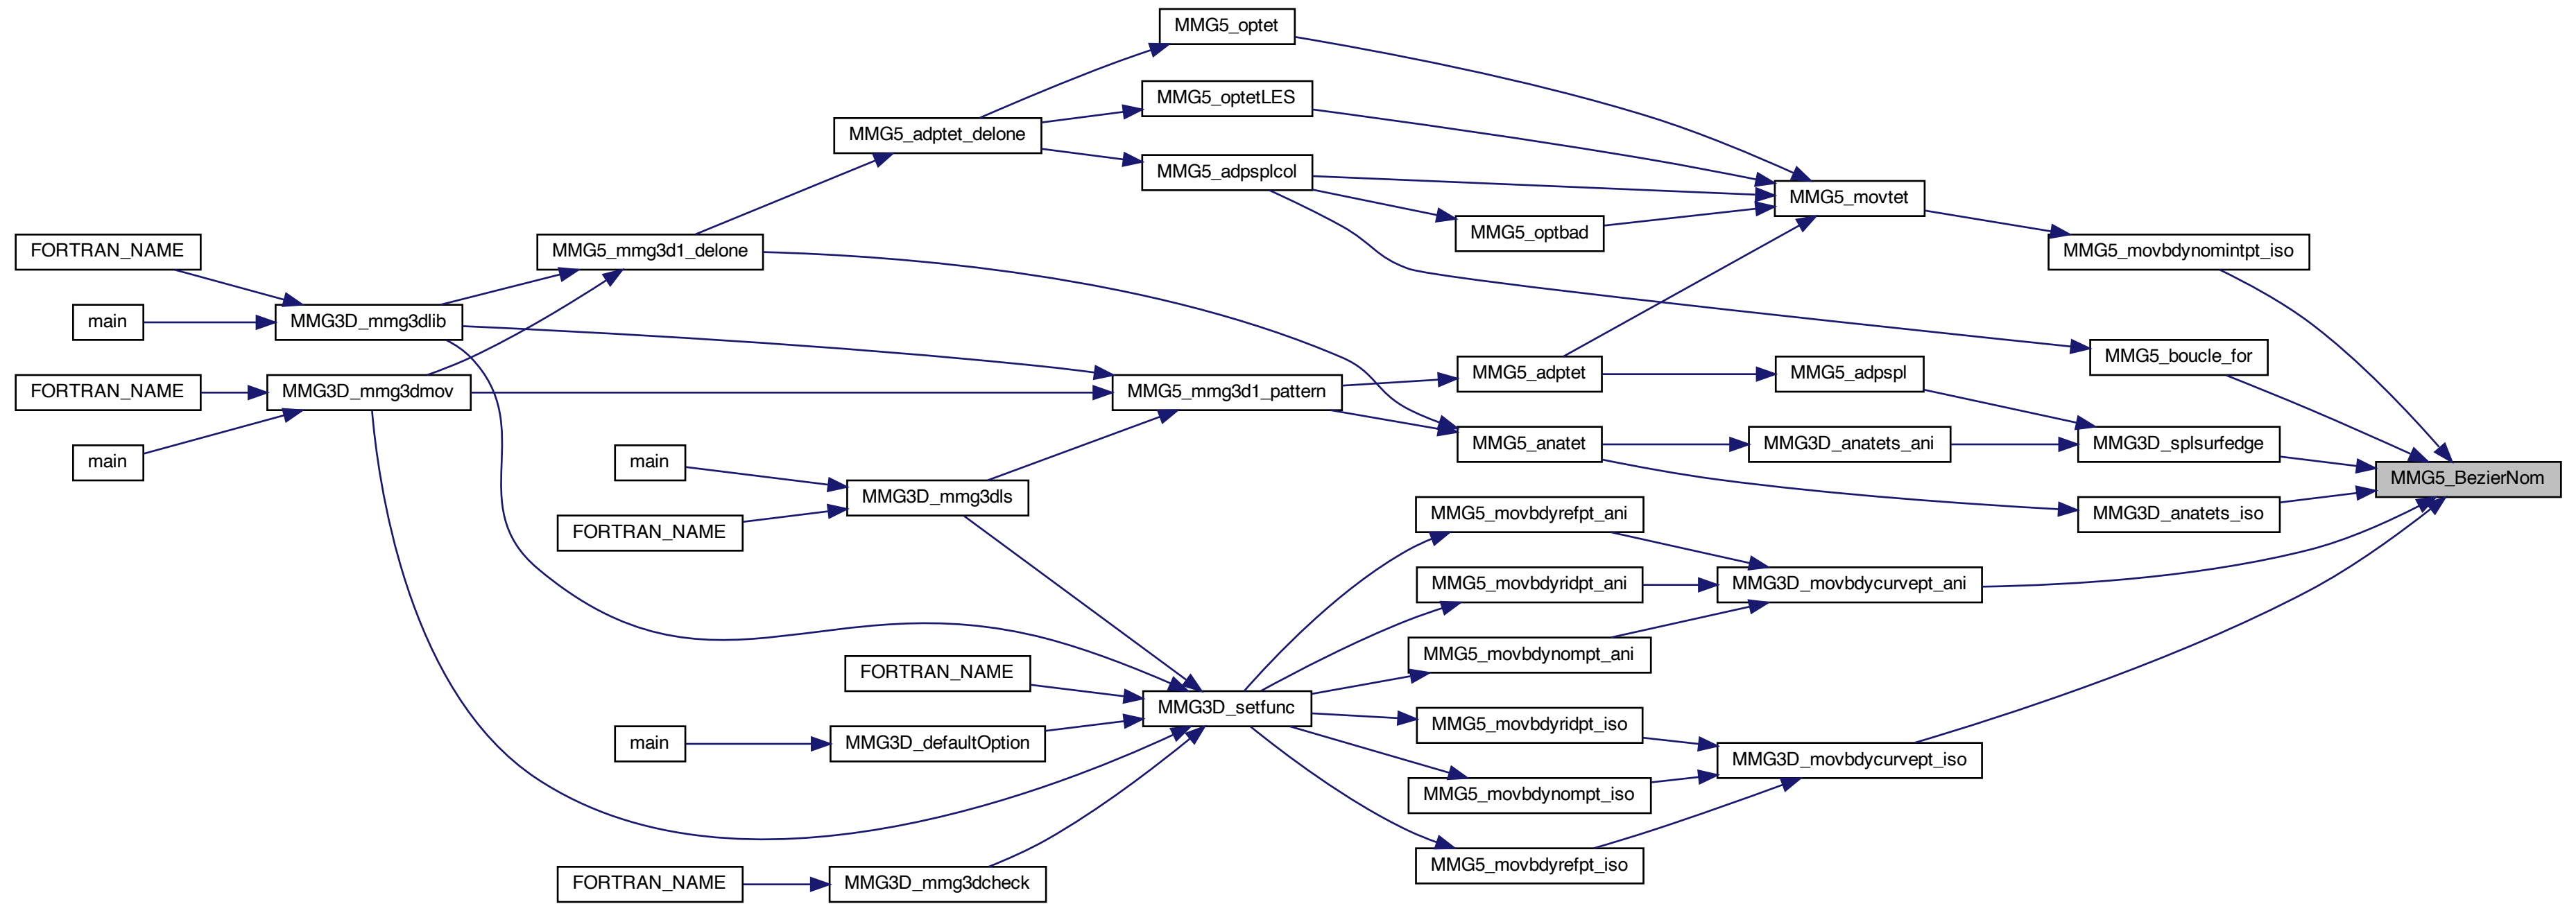 MMG5_optet
MMG5_optetLES
MMG5_adptet_delone
MMG5_adpsplcol
MMG5_movtet
MMG5_optbad
FORTRAN_NAME
MMG5_mmg3d1_delone
MMG5_movbdynomintpt_iso
main
MMG3D_mmg3dlib
MMG5_boucle_for
FORTRAN_NAME
MMG3D_mmg3dmov
MMG5_mmg3d1_pattern
MMG5_adptet
MMG5_adpspl
main
main
MMG5_anatet
MMG3D_anatets_ani
MMG3D_splsurfedge
MMG5_BezierNom
MMG3D_mmg3dls
FORTRAN_NAME
MMG5_movbdyrefpt_ani
MMG3D_anatets_iso
MMG5_movbdyridpt_ani
MMG3D_movbdycurvept_ani
MMG5_movbdynompt_ani
FORTRAN_NAME
MMG3D_setfunc
MMG5_movbdyridpt_iso
main
MMG3D_defaultOption
MMG3D_movbdycurvept_iso
MMG5_movbdynompt_iso
MMG5_movbdyrefpt_iso
FORTRAN_NAME
MMG3D_mmg3dcheck